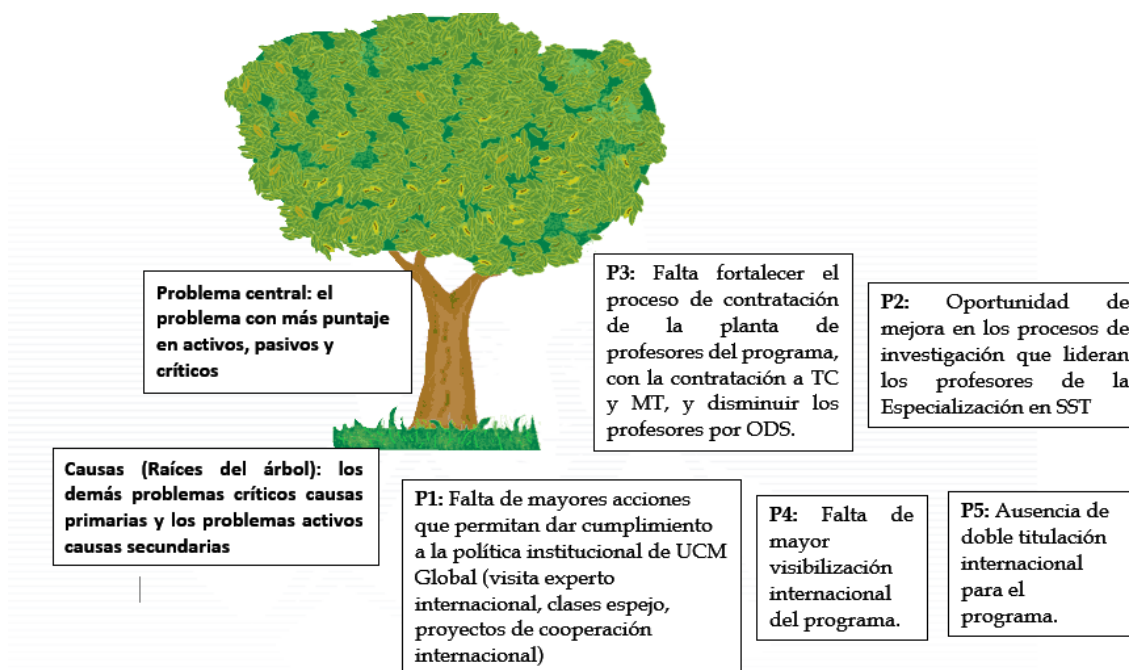 Problema central: el
problema con más puntaje
en activos, pasivos y
críticos
P3: Falta fortalecer el
proceso de contratación
de la planta de
profesores del programa,
con la contratación a TC
y MT, y disminuir los
profesores por ODS.
P2: Oportunidad de
mejora en los procesos de
investigación que lideran
los profesores de la
Especialización en SST
Causas (Raíces del árbol): los
demás problemas críticos causas
primarias y los problemas activos
causas secundarias
P1: Falta de mayores acciones
que permitan dar cumplimiento
a la política institucional de UCM
Global (visita experto
internacional, clases espejo,
proyectos de cooperación
internacional)
P4: Falta de
mayor
visibilización
internacional
del programa.
P5: Ausencia de
doble titulación
internacional
para el
programa.